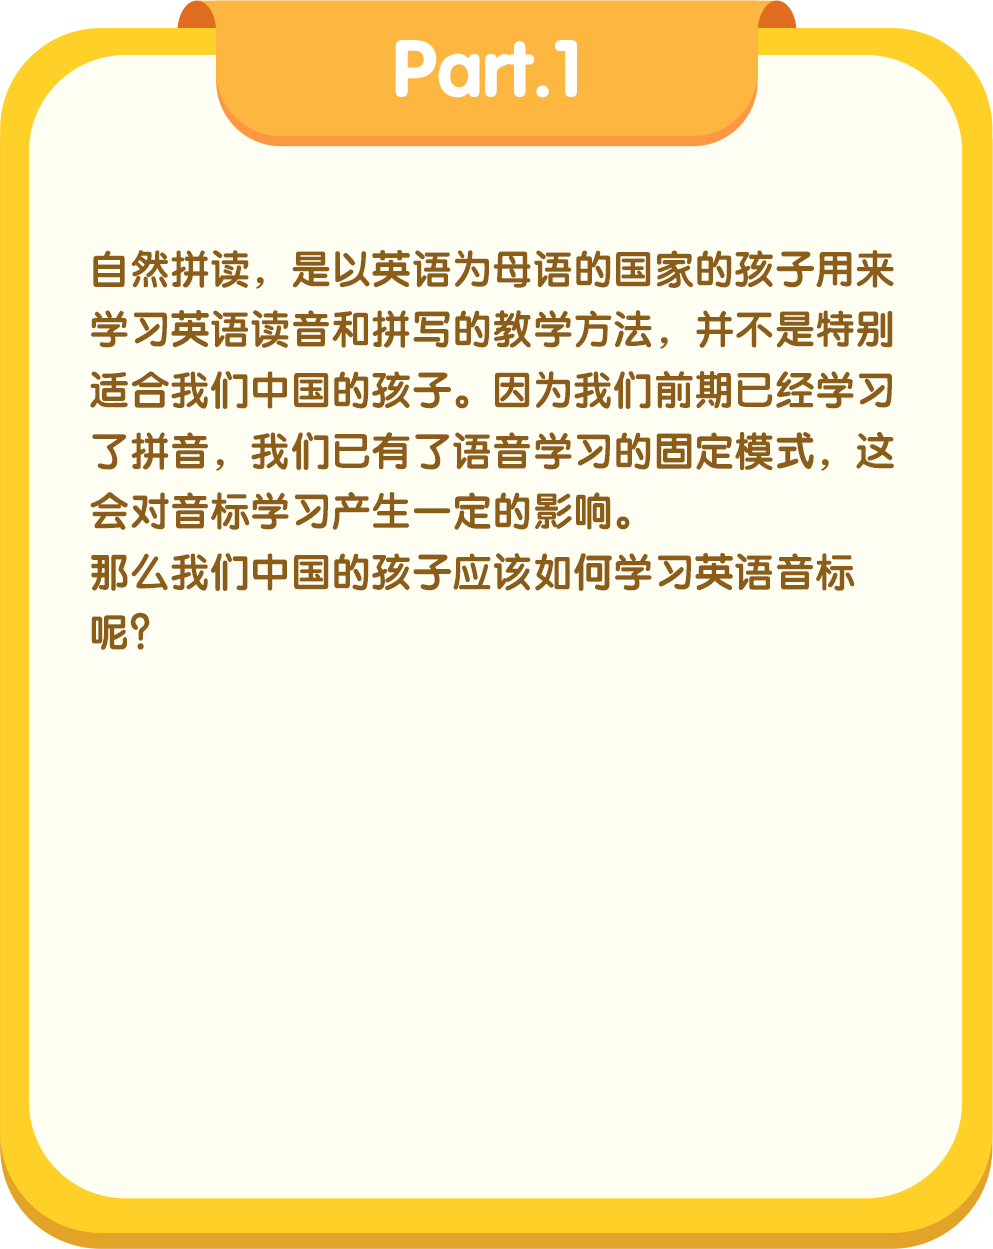 Part.1
自然拼读，是以英语为母语的国家的孩子用来
学习英语读音和拼写的教学方法，并不是特别
适合我们中国的孩子。因为我们前期已经学习
了拼音，我们已有了语音学习的固定模式，这
会对音标学习产生一定的影响。
那么我们中国的孩子应该如何学习英语音标
呢？